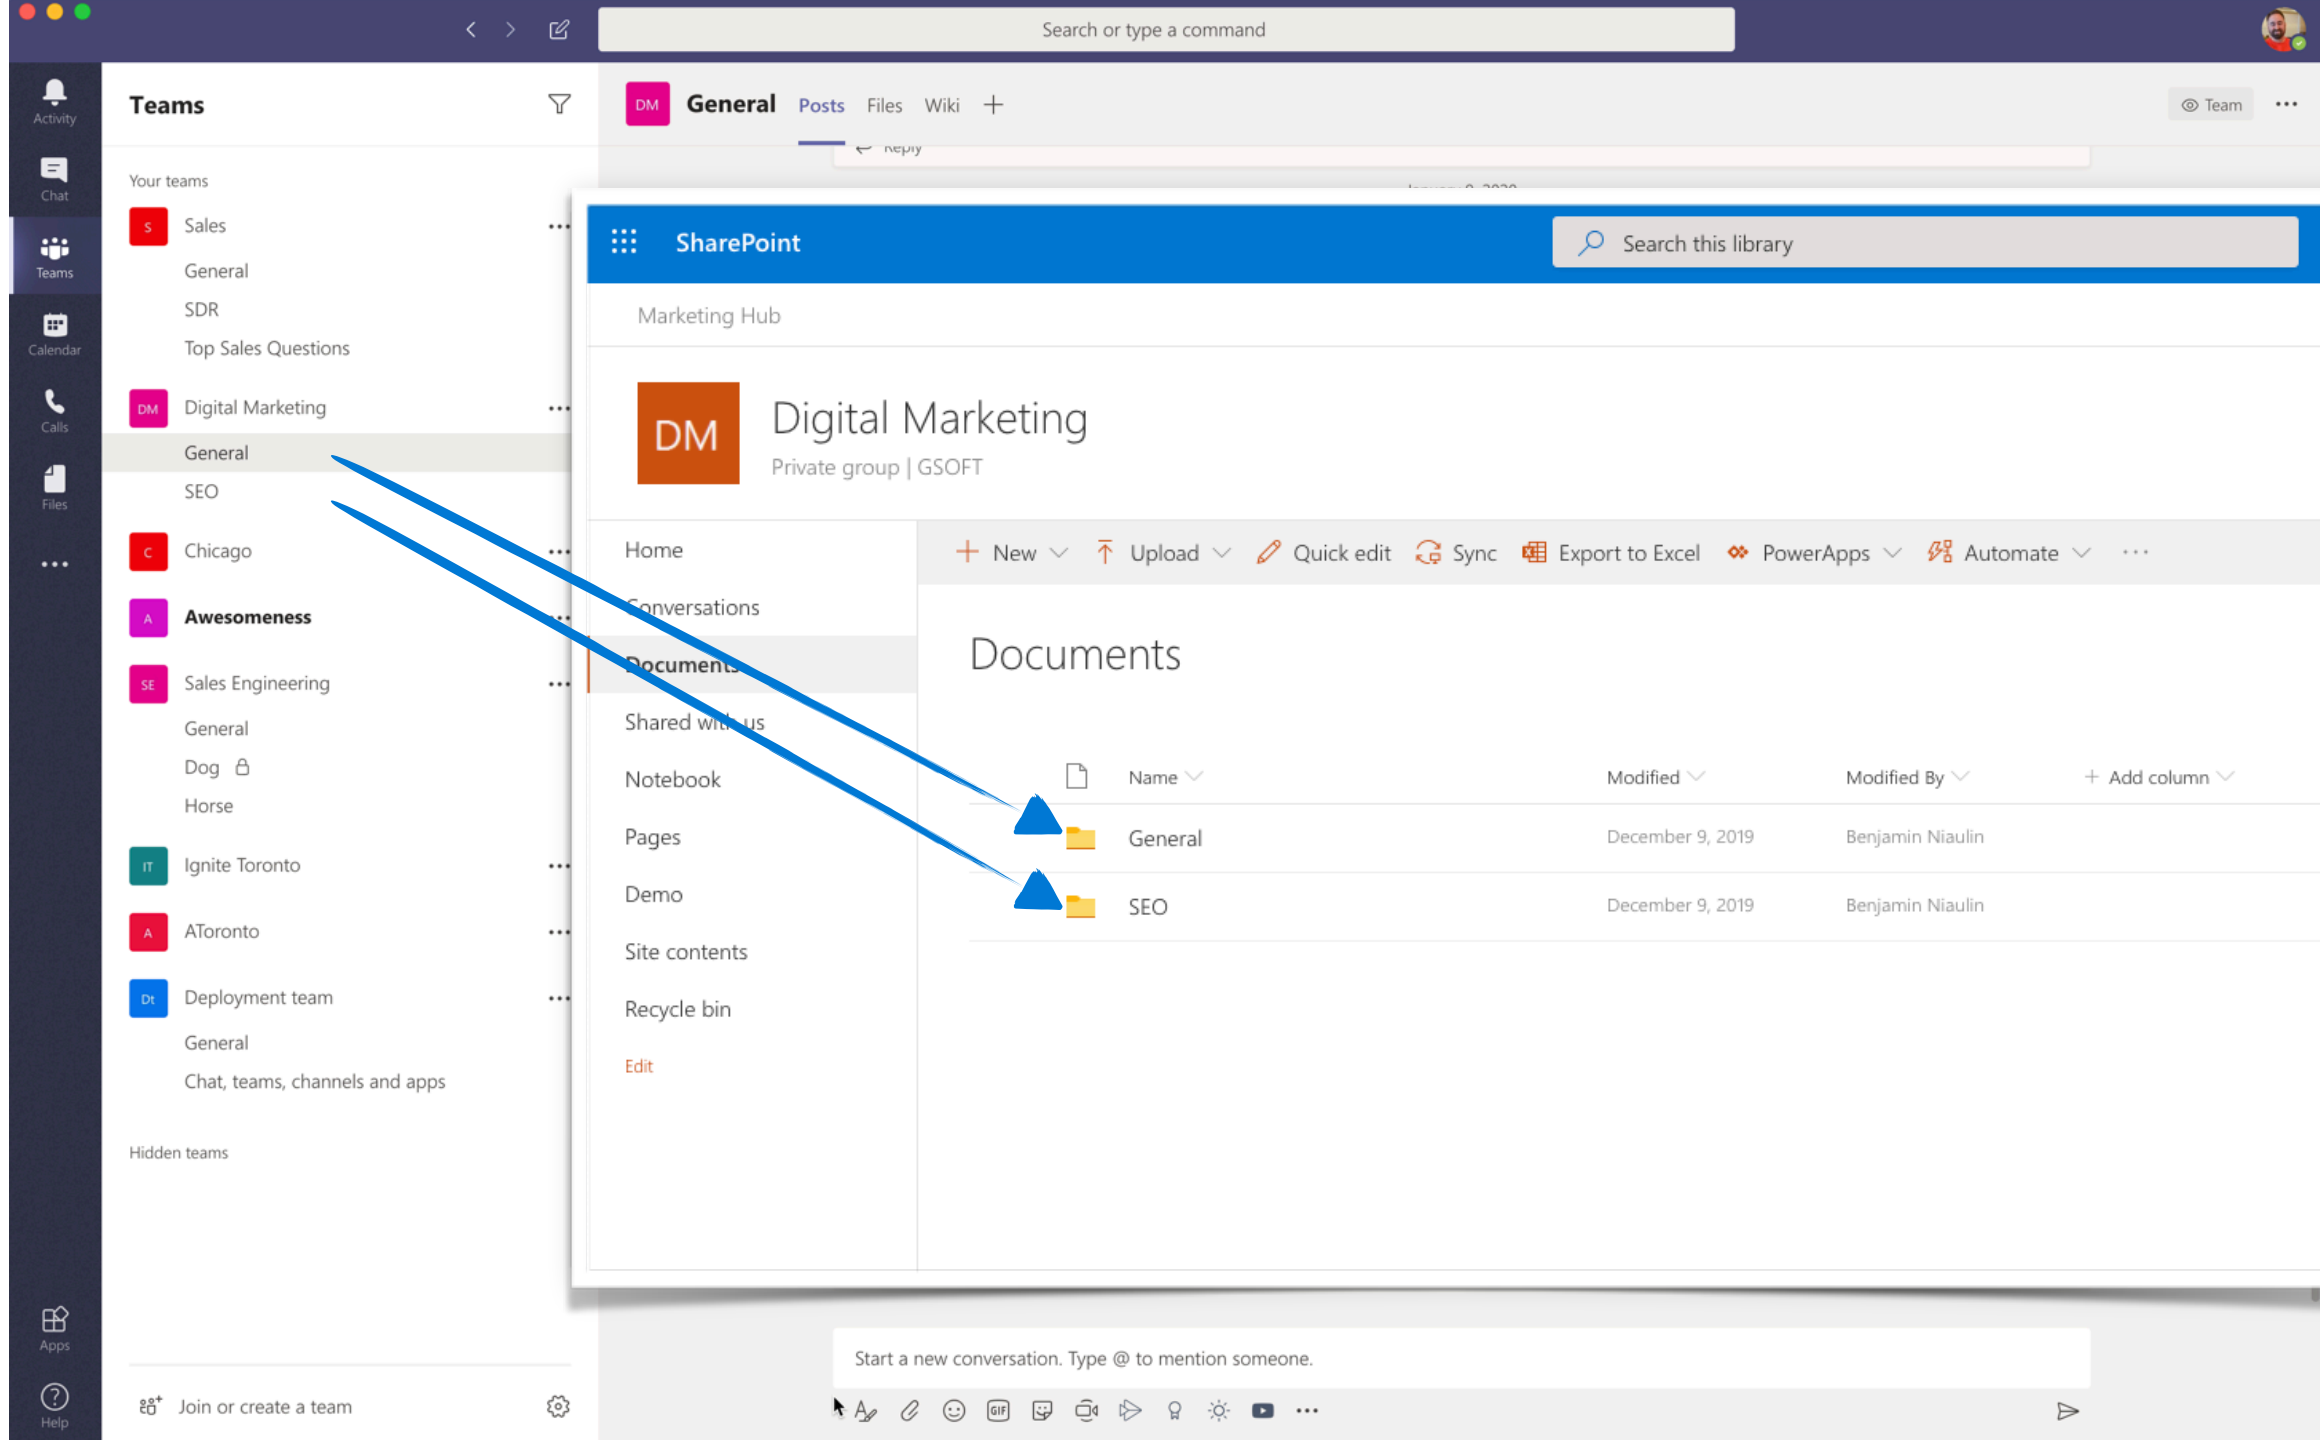 Search or type a command
Activity
Chat
Teams
Calendar
Calls
Files
Apps
Help
Teams
Your teams
S Sales
General
SDR
Top Sales Questions
DM Digital Marketing
General
SEO
C Chicago
A Awesomeness
SE Sales Engineering
General
Dog
Horse
IT Ignite Toronto
A AToronto
Dt Deployment team
General
Chat, teams, channels and apps
Hidden teams
Join or create a team
DM General Posts Files Wiki
Team
Reply
January 9, 2020
SharePoint
Search this library
Marketing Hub
DM Digital Marketing
Private group | GSOFT
Home
Conversations
Documents
Shared with us
Notebook
Pages
Demo
Site contents
Recycle bin
Edit
New Upload Quick edit Sync Export to Excel PowerApps Automate
Documents
Name Modified Modified By + Add column
General December 9, 2019 Benjamin Niaulin
SEO December 9, 2019 Benjamin Niaulin
Start a new conversation. Type @ to mention someone.
GIF